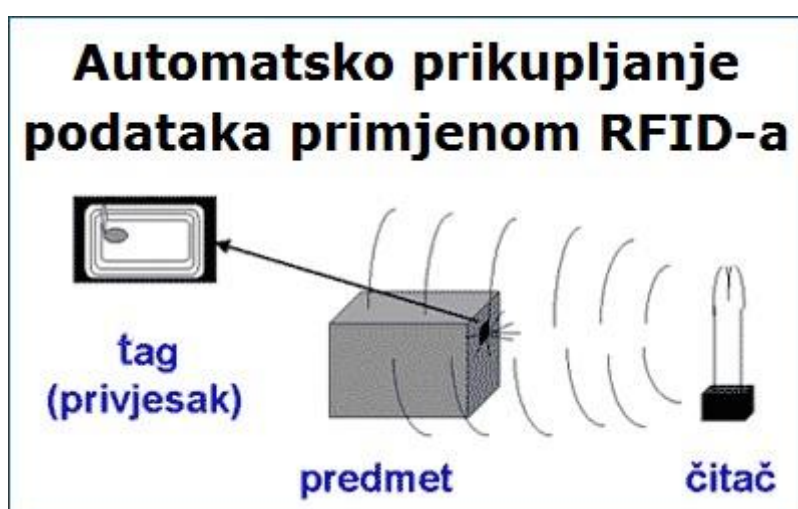 Automatsko prikupljanje
podataka primjenom RFID-a
tag
(privjesak)
predmet
čitač